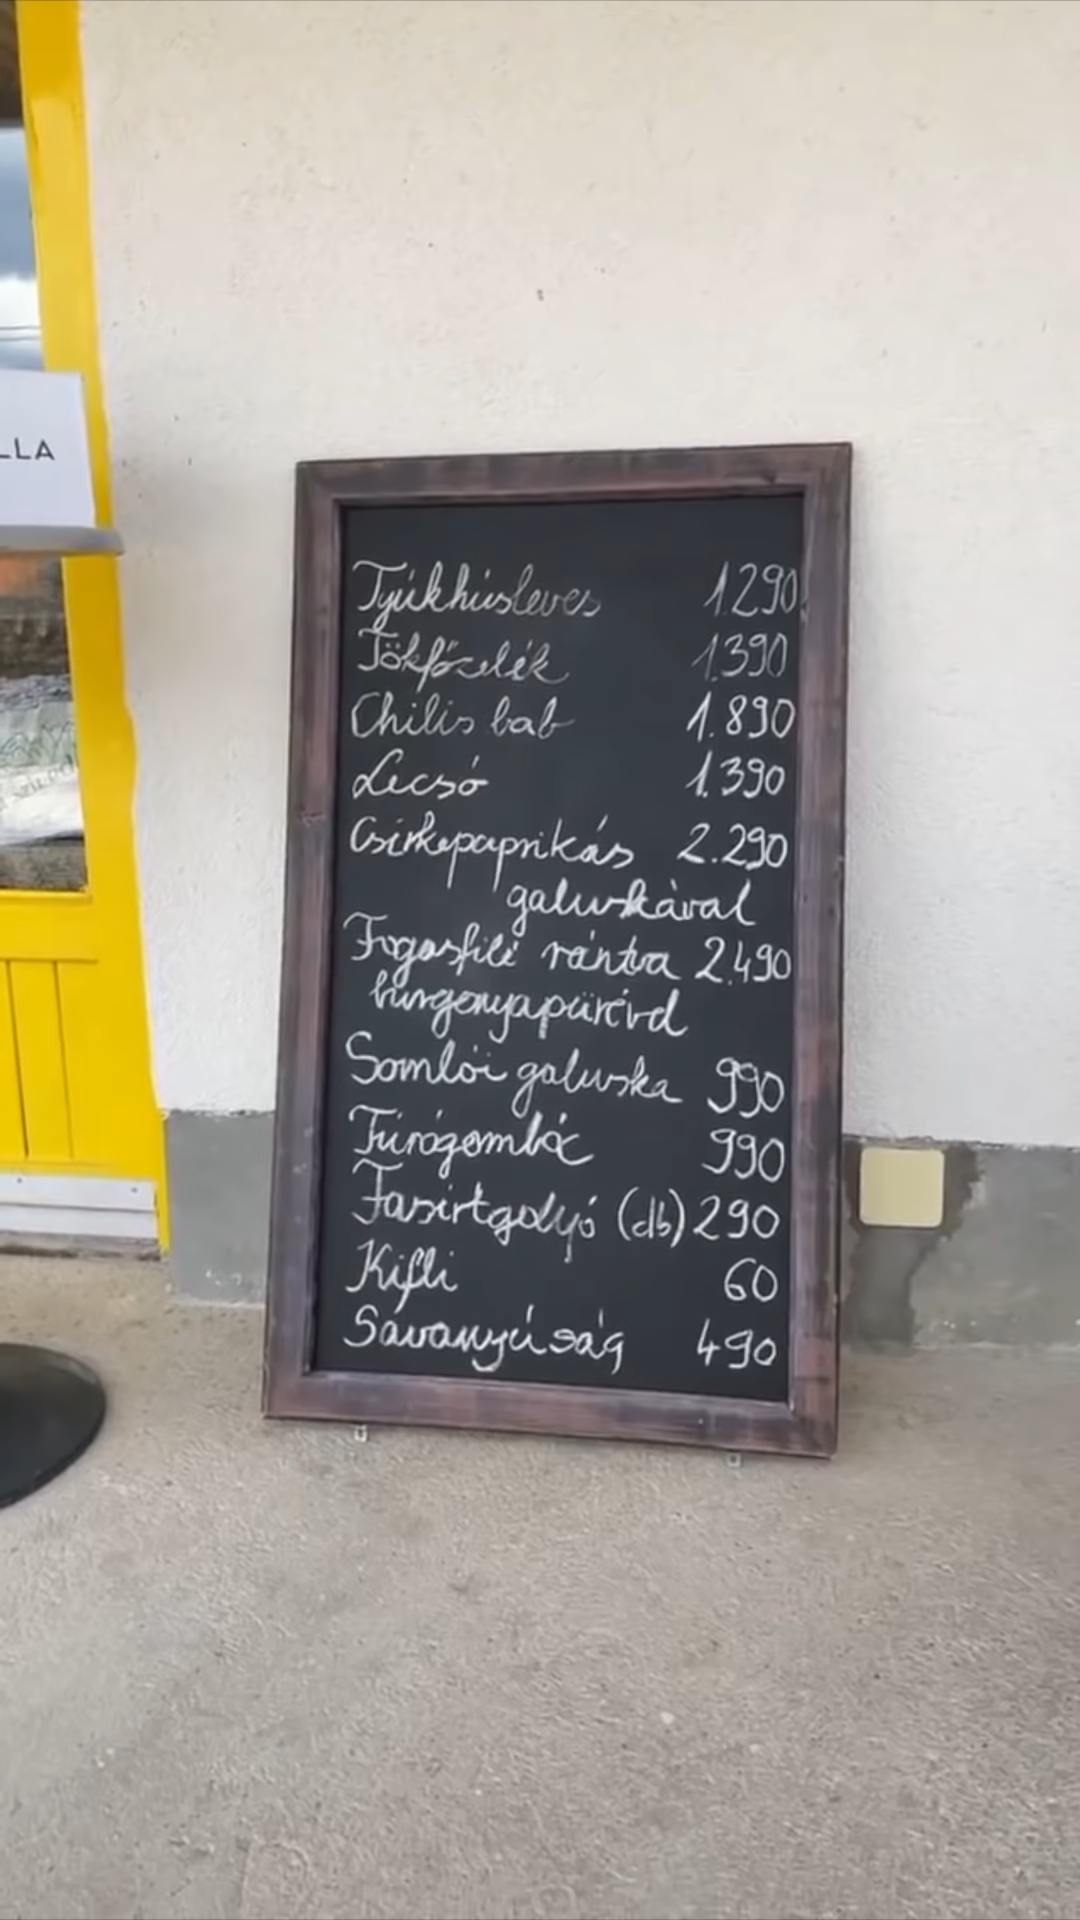 LLA
Tyúkhúsleves 1.290
Tökfőzelék 1.390
Chilis bab 1.890
Lecsó 1.390
Csirkepaprikás 2.290
galuskával
Fogasfilé rántva 2.490
burgonyapürével
Somlói galuska 990
Túrógombóc 990
Fasírtgolyó (db) 290
Kifli 60
Savanyúság 490